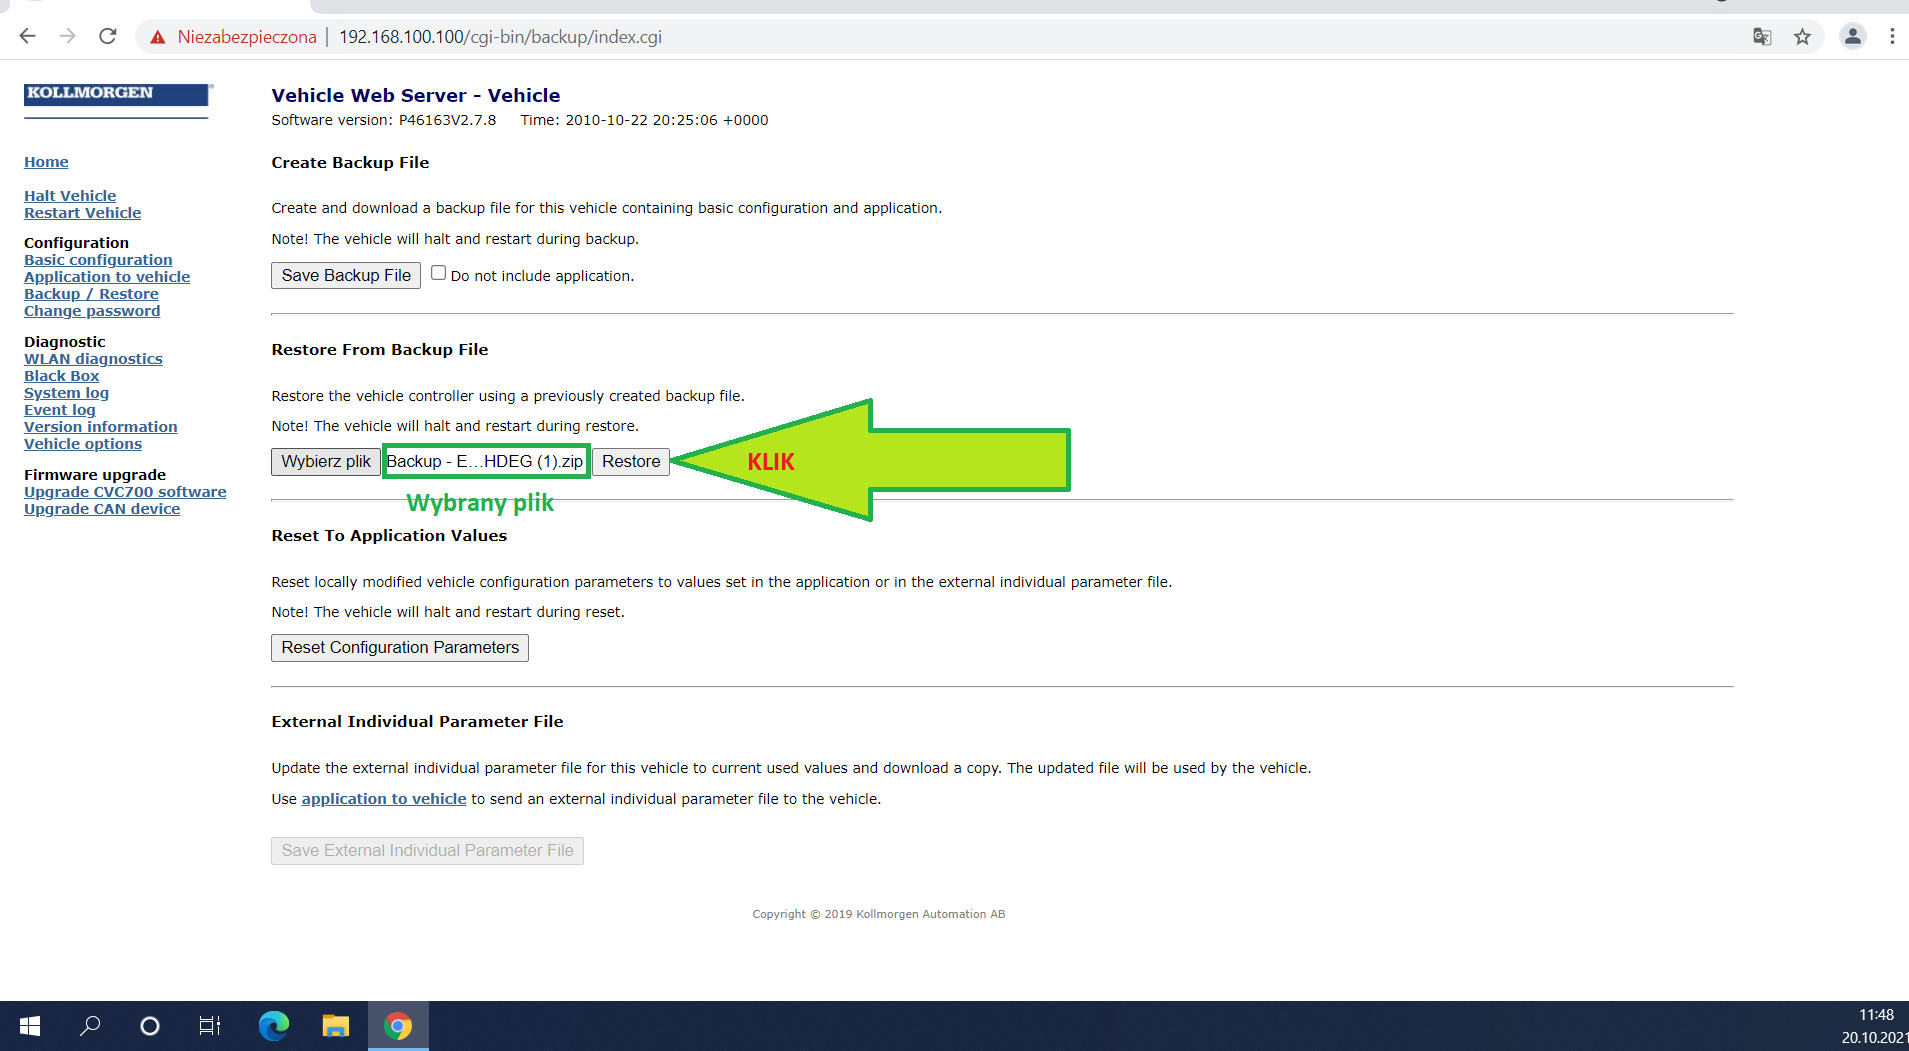 Niezabezpieczona | 192.168.100.100/cgi-bin/backup/index.cgi
KOLLMORGEN®
Vehicle Web Server - Vehicle
Software version: P46163V2.7.8 Time: 2010-10-22 20:25:06 +0000
Home
Halt Vehicle
Restart Vehicle
Configuration
Basic configuration
Application to vehicle
Backup / Restore
Change password
Diagnostic
WLAN diagnostics
Black Box
System log
Event log
Version information
Vehicle options
Firmware upgrade
Upgrade CVC700 software
Upgrade CAN device
Create Backup File
Create and download a backup file for this vehicle containing basic configuration and application.
Note! The vehicle will halt and restart during backup.
Save Backup File Do not include application.
Restore From Backup File
Restore the vehicle controller using a previously created backup file.
Note! The vehicle will halt and restart during restore.
Wybierz plik Backup - E...HDEG (1).zip Restore KLIK
Wybrany plik
Reset To Application Values
Reset locally modified vehicle configuration parameters to values set in the application or in the external individual parameter file.
Note! The vehicle will halt and restart during reset.
Reset Configuration Parameters
External Individual Parameter File
Update the external individual parameter file for this vehicle to current used values and download a copy. The updated file will be used by the vehicle.
Use application to vehicle to send an external individual parameter file to the vehicle.
Save External Individual Parameter File
Copyright © 2019 Kollmorgen Automation AB
11:48
20.10.2021